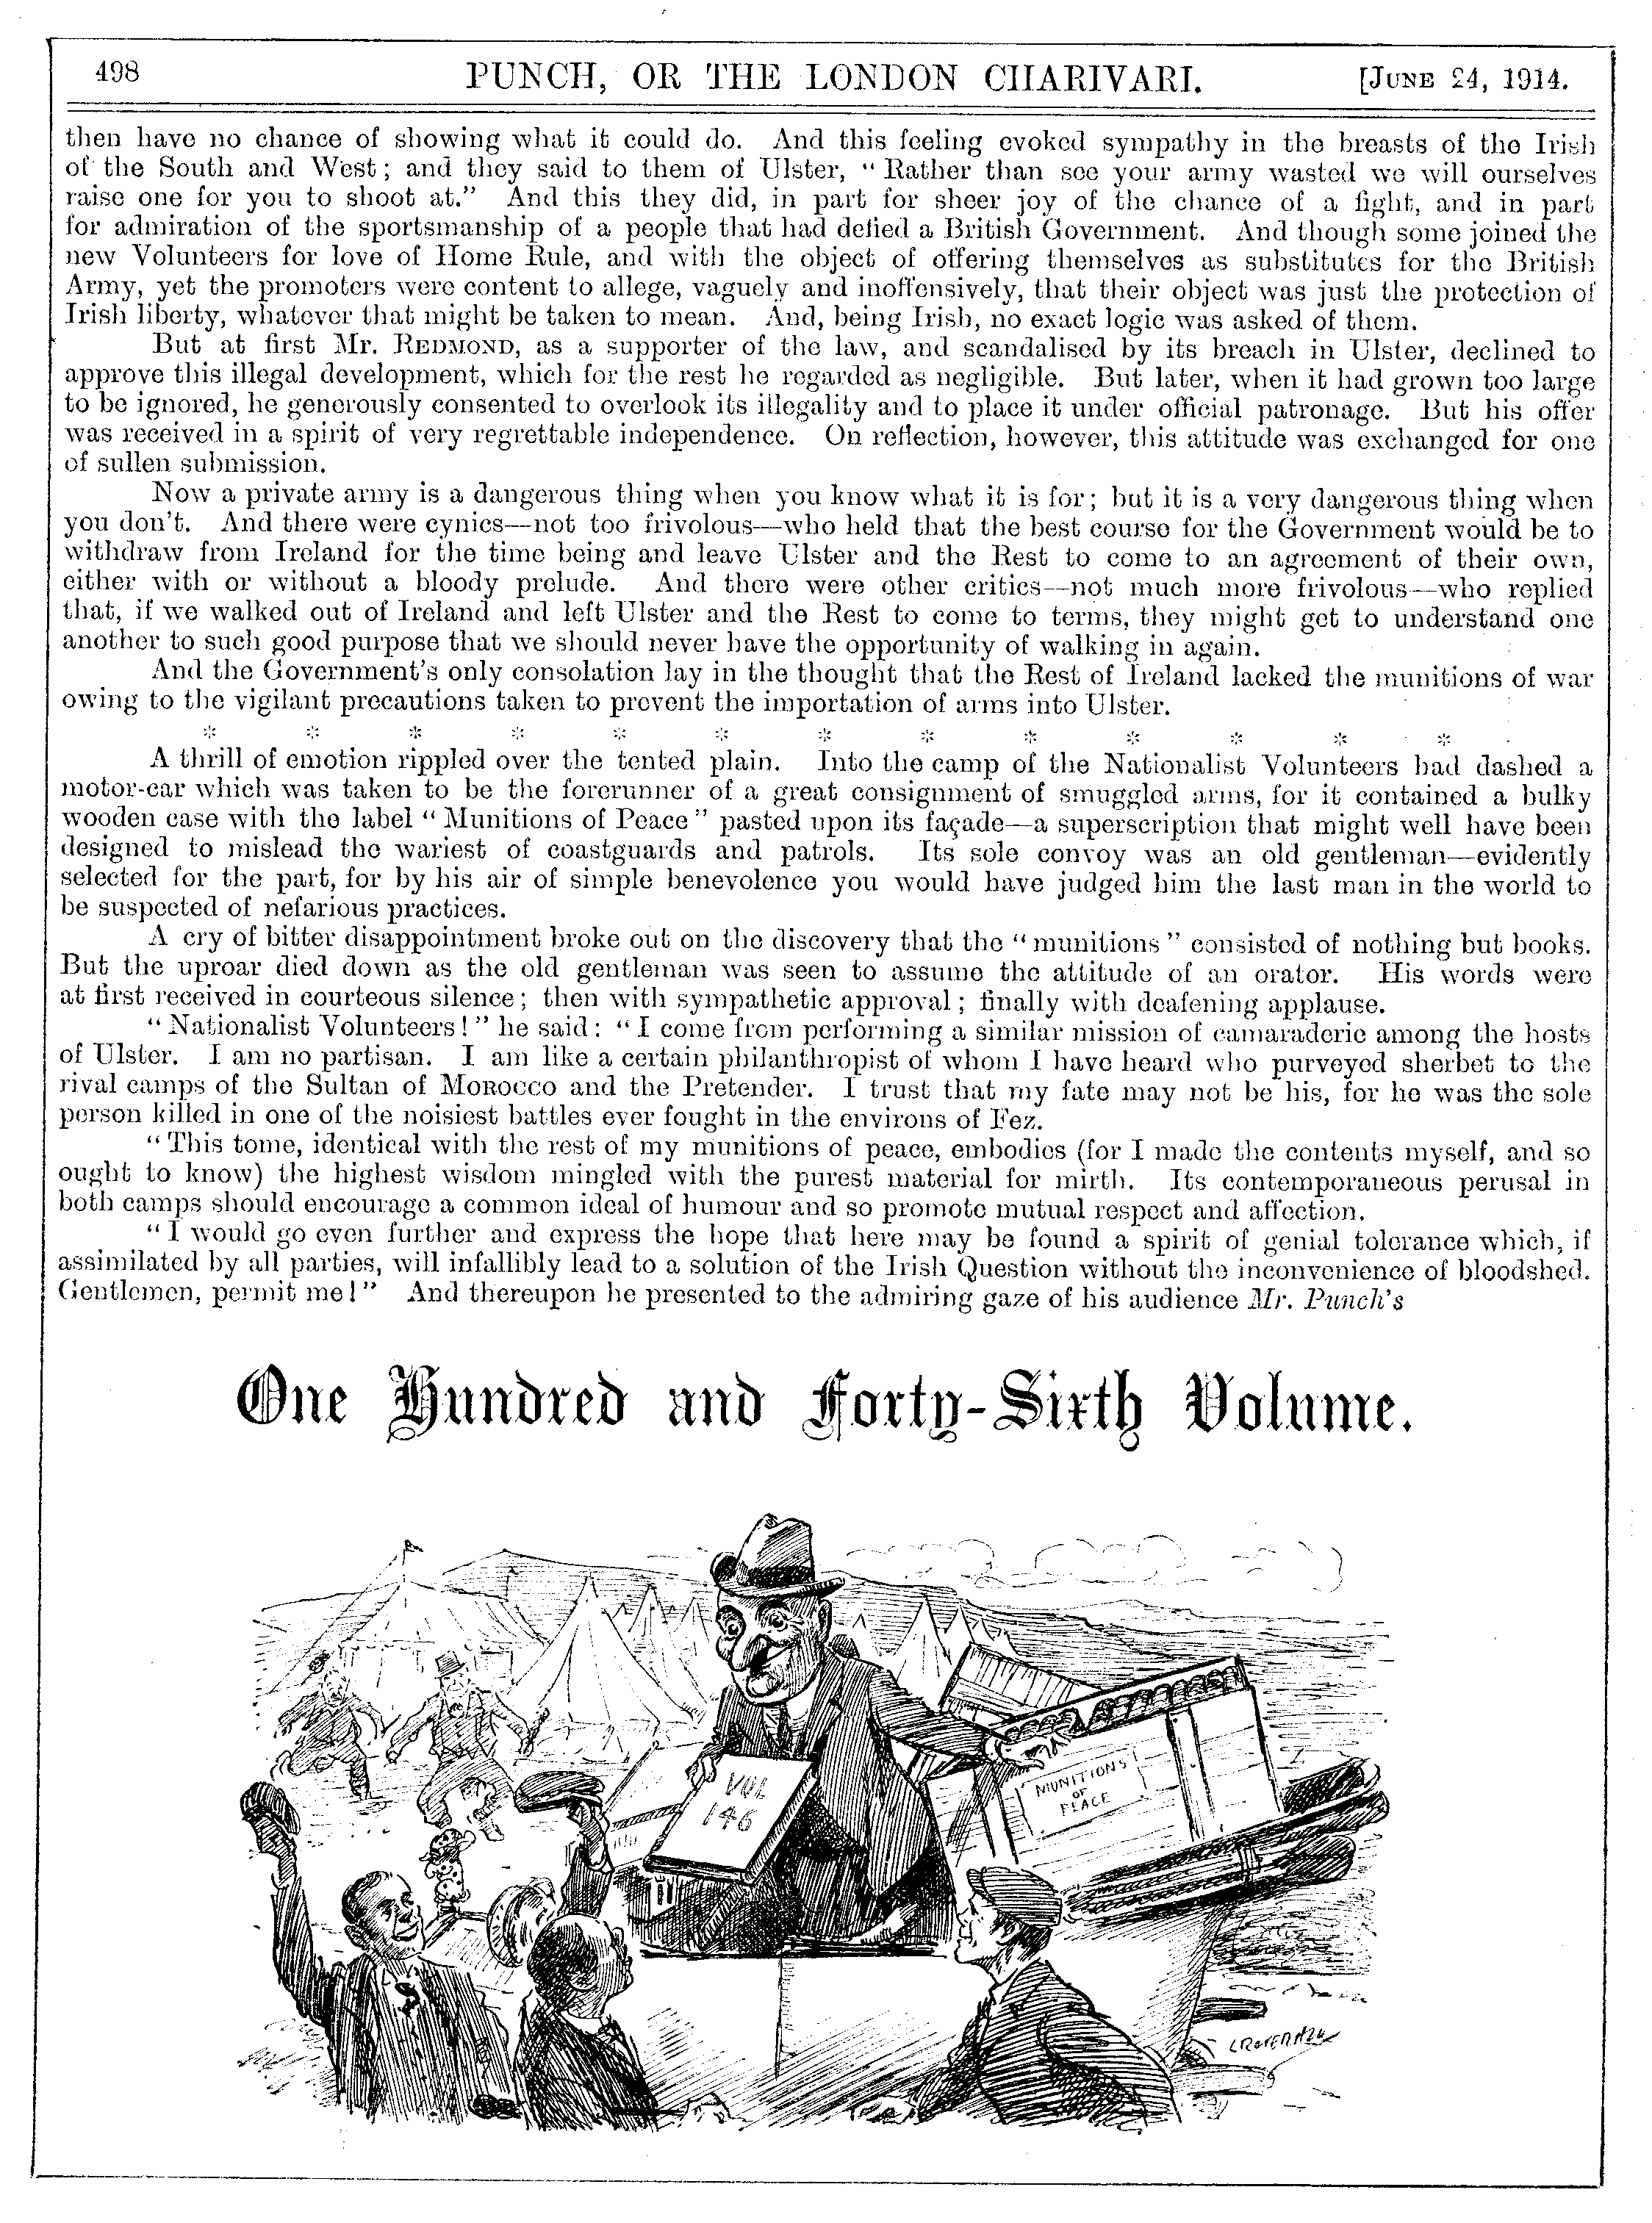 498
PUNCH, OR THE LONDON CHARIVARI.
[JUNE 24, 1914.
then have no chance of showing what it could do. And this feeling evoked sympathy in the breasts of the Irish
of the South and West; and they said to them of Ulster, "Rather than see your army wasted we will ourselves
raise one for you to shoot at." And this they did, in part for sheer joy of the chance of a fight, and in part
for admiration of the sportsmanship of a people that had defied a British Government. And though some joined the
new Volunteers for love of Home Rule, and with the object of offering themselves as substitutes for the British
Army, yet the promoters were content to allege, vaguely and inoffensively, that their object was just the protection of
Irish liberty, whatever that might be taken to mean. And, being Irish, no exact logic was asked of them.
But at first Mr. REDMOND, as a supporter of the law, and scandalised by its breach in Ulster, declined to
approve this illegal development, which for the rest he regarded as negligible. But later, when it had grown too large
to be ignored, he generously consented to overlook its illegality and to place it under official patronage. But his offer
was received in a spirit of very regrettable independence. On reflection, however, this attitude was exchanged for one
of sullen submission.
Now a private army is a dangerous thing when you know what it is for; but it is a very dangerous thing when
you don't. And there were cynics—not too frivolous—who held that the best course for the Government would be to
withdraw from Ireland for the time being and leave Ulster and the Rest to come to an agreement of their own,
either with or without a bloody prelude. And there were other critics—not much more frivolous—who replied
that, if we walked out of Ireland and left Ulster and the Rest to come to terms, they might get to understand one
another to such good purpose that we should never have the opportunity of walking in again.
And the Government's only consolation lay in the thought that the Rest of Ireland lacked the munitions of war
owing to the vigilant precautions taken to prevent the importation of arms into Ulster.
* * * * * * * * * * * * *
A thrill of emotion rippled over the tented plain. Into the camp of the Nationalist Volunteers had dashed a
motor-car which was taken to be the forerunner of a great consignment of smuggled arms, for it contained a bulky
wooden case with the label "Munitions of Peace" pasted upon its façade—a superscription that might well have been
designed to mislead the wariest of coastguards and patrols. Its sole convoy was an old gentleman—evidently
selected for the part, for by his air of simple benevolence you would have judged him the last man in the world to
be suspected of nefarious practices.
A cry of bitter disappointment broke out on the discovery that the "munitions" consisted of nothing but books.
But the uproar died down as the old gentleman was seen to assume the attitude of an orator. His words were
at first received in courteous silence; then with sympathetic approval; finally with deafening applause.
"Nationalist Volunteers!" he said: "I come from performing a similar mission of camaraderie among the hosts
of Ulster. I am no partisan. I am like a certain philanthropist of whom I have heard who purveyed sherbet to the
rival camps of the Sultan of MOROCCO and the Pretender. I trust that my fate may not be his, for he was the sole
person killed in one of the noisiest battles ever fought in the environs of Fez.
"This tome, identical with the rest of my munitions of peace, embodies (for I made the contents myself, and so
ought to know) the highest wisdom mingled with the purest material for mirth. Its contemporaneous perusal in
both camps should encourage a common ideal of humour and so promote mutual respect and affection.
"I would go even further and express the hope that here may be found a spirit of genial tolerance which, if
assimilated by all parties, will infallibly lead to a solution of the Irish Question without the inconvenience of bloodshed.
Gentlemen, permit me!" And thereupon he presented to the admiring gaze of his audience Mr. Punch's
One Hundred and Forty-Sixth Volume.
VOL
146
MUNITIONS
OF
PEACE